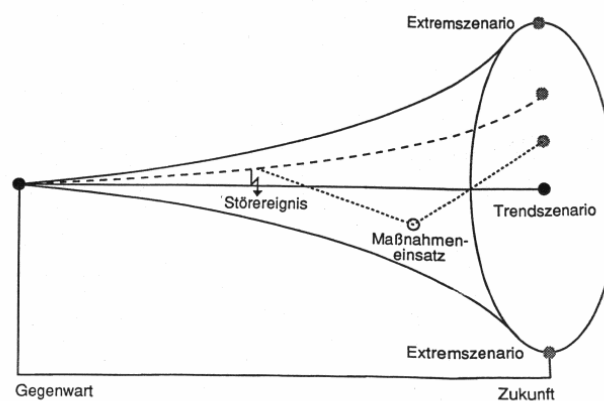 Extremszenario
Störereignis
Trendszenario
Maßnahmen-
einsatz
Extremszenario
Gegenwart
Zukunft